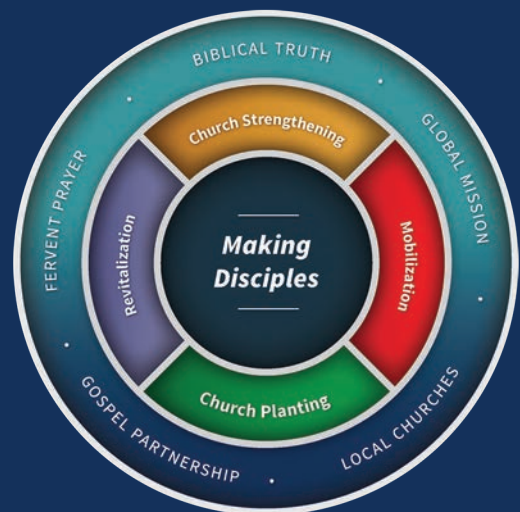 BIBLICAL TRUTH
GLOBAL MISSION
LOCAL CHURCHES
GOSPEL PARTNERSHIP
FERVENT PRAYER
Church Strengthening
Mobilization
Church Planting
Revitalization
Making
Disciples